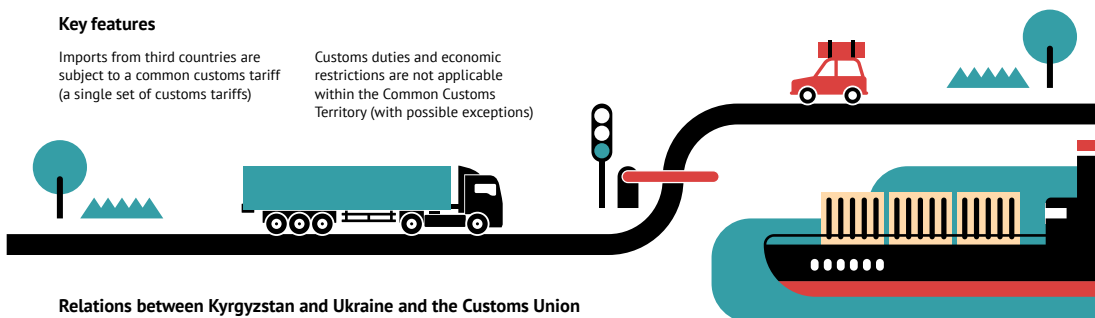 Key features
Imports from third countries are
subject to a common customs tariff
(a single set of customs tariffs)
Customs duties and economic
restrictions are not applicable
within the Common Customs
Territory (with possible exceptions)
Relations between Kyrgyzstan and Ukraine and the Customs Union